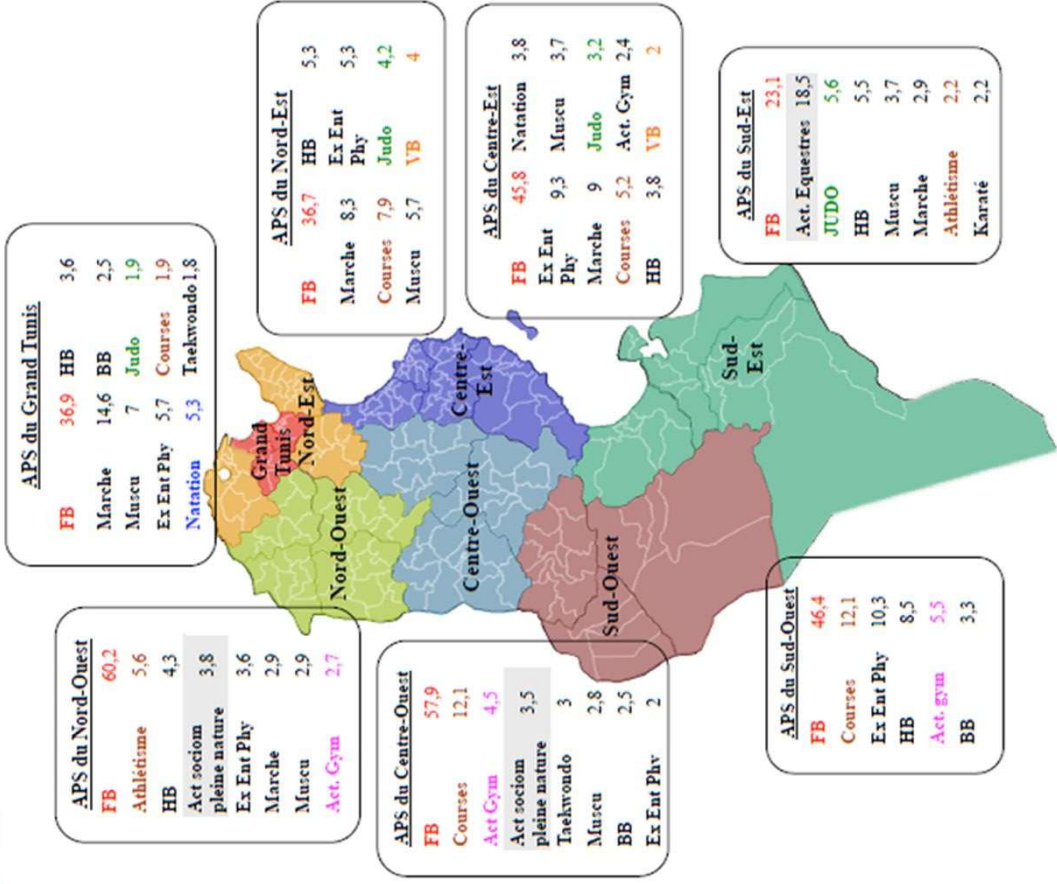 APS du Nord-Ouest
FB 60,2
Athlétisme 5,6
HB 4,3
Act sociom
pleine nature 3,8
Ex Ent Phy 3,6
Marche 2,9
Muscu 2,9
Act. Gym 2,7
APS du Grand Tunis
FB 36,9 HB 3,6
Marche 14,6 BB 2,5
Muscu 7 Judo 1,9
Ex Ent Phy 5,7 Courses 1,9
Natation 5,3 Taekwondo 1,8
APS du Nord-Est
FB 36,7 HB 5,3
Marche 8,3 Ex Ent
Phy 5,3
Courses 7,9 Judo 4,2
Muscu 5,7 VB 4
APS du Centre-Ouest
FB 57,9
Courses 12,1
Act Gym 4,5
Act sociom
pleine nature 3,5
Taekwondo 3
Muscu 2,8
BB 2,5
Ex Ent Phy 2
APS du Centre-Est
FB 45,8 Natation 3,8
Ex Ent
Phy 9,3 Muscu 3,7
Marche 9 Judo 3,2
Courses 5,2 Act. Gym 2,4
HB 3,8 VB 2
APS du Sud-Ouest
FB 46,4
Courses 12,1
Ex Ent Phy 10,3
HB 8,5
Act. gym 5,5
BB 3,3
APS du Sud-Est
FB 23,1
Act. Equestres 18,5
JUDO 5,6
HB 5,5
Muscu 3,7
Marche 2,9
Athlétisme 2,2
Karaté 2,2
Grand
Tunis
Nord-Est
Nord-Ouest
Centre-Ouest
Centre-
Est
Sud-Ouest
Sud-
Est